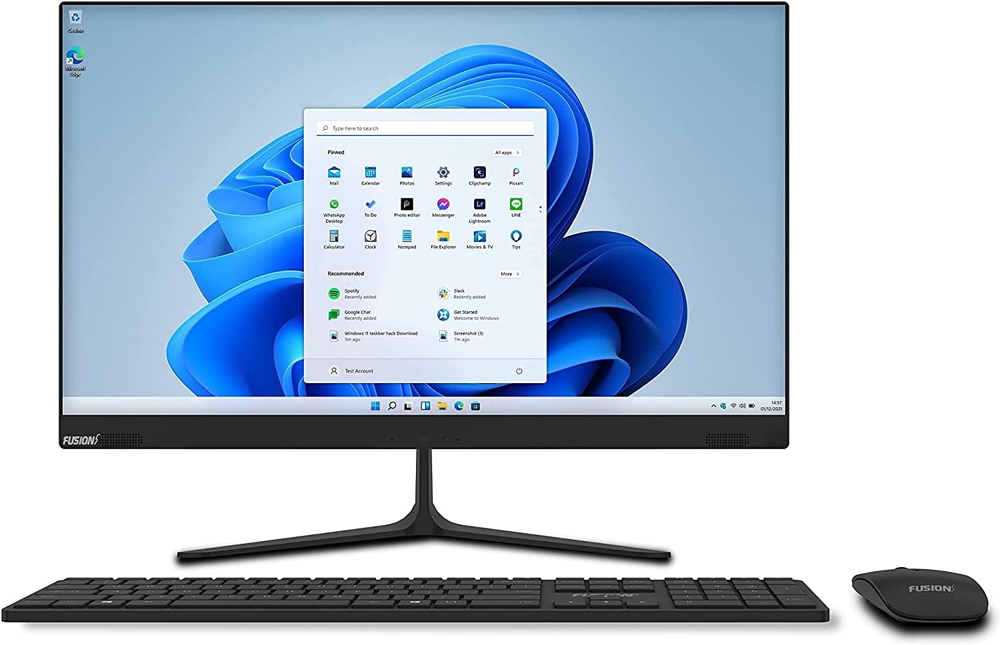 Cestino
Microsoft
Edge
Type here to search
Pinned
All apps >
Mail
Calendar
Photos
Settings
Clipchamp
Picsart
WhatsApp
Desktop
To Do
Photo editor
Messenger
Lr
Adobe
Lightroom
LINE
LINE
Calculator
Clock
Notepad
File Explorer
Movies & TV
Tips
Recommended
More >
Spotify
Recently added
Slack
Recently added
Google Chat
Recently added
Get Started
Welcome to Windows
Windows 11 taskbar hack Download
5m ago
Screenshot (3)
7m ago
Test Account
14:57
01/12/2021
FUSION5
FUSION5
FUSION5